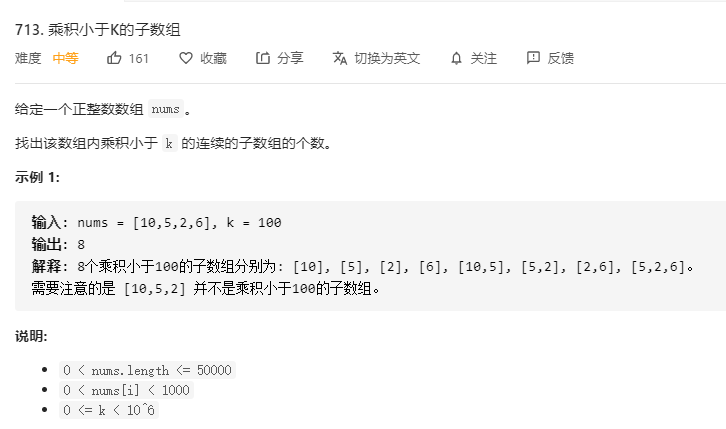 713. 乘积小于K的子数组
难度 中等 161 收藏 分享 切换为英文 关注 反馈
给定一个正整数数组 nums。
找出该数组内乘积小于 k 的连续的子数组的个数。
示例 1:
输入: nums = [10,5,2,6], k = 100
输出: 8
解释: 8个乘积小于100的子数组分别为: [10], [5], [2], [6], [10,5], [5,2], [2,6], [5,2,6]。
需要注意的是 [10,5,2] 并不是乘积小于100的子数组。
说明:
0 < nums.length <= 50000
0 < nums[i] < 1000
0 <= k < 10^6